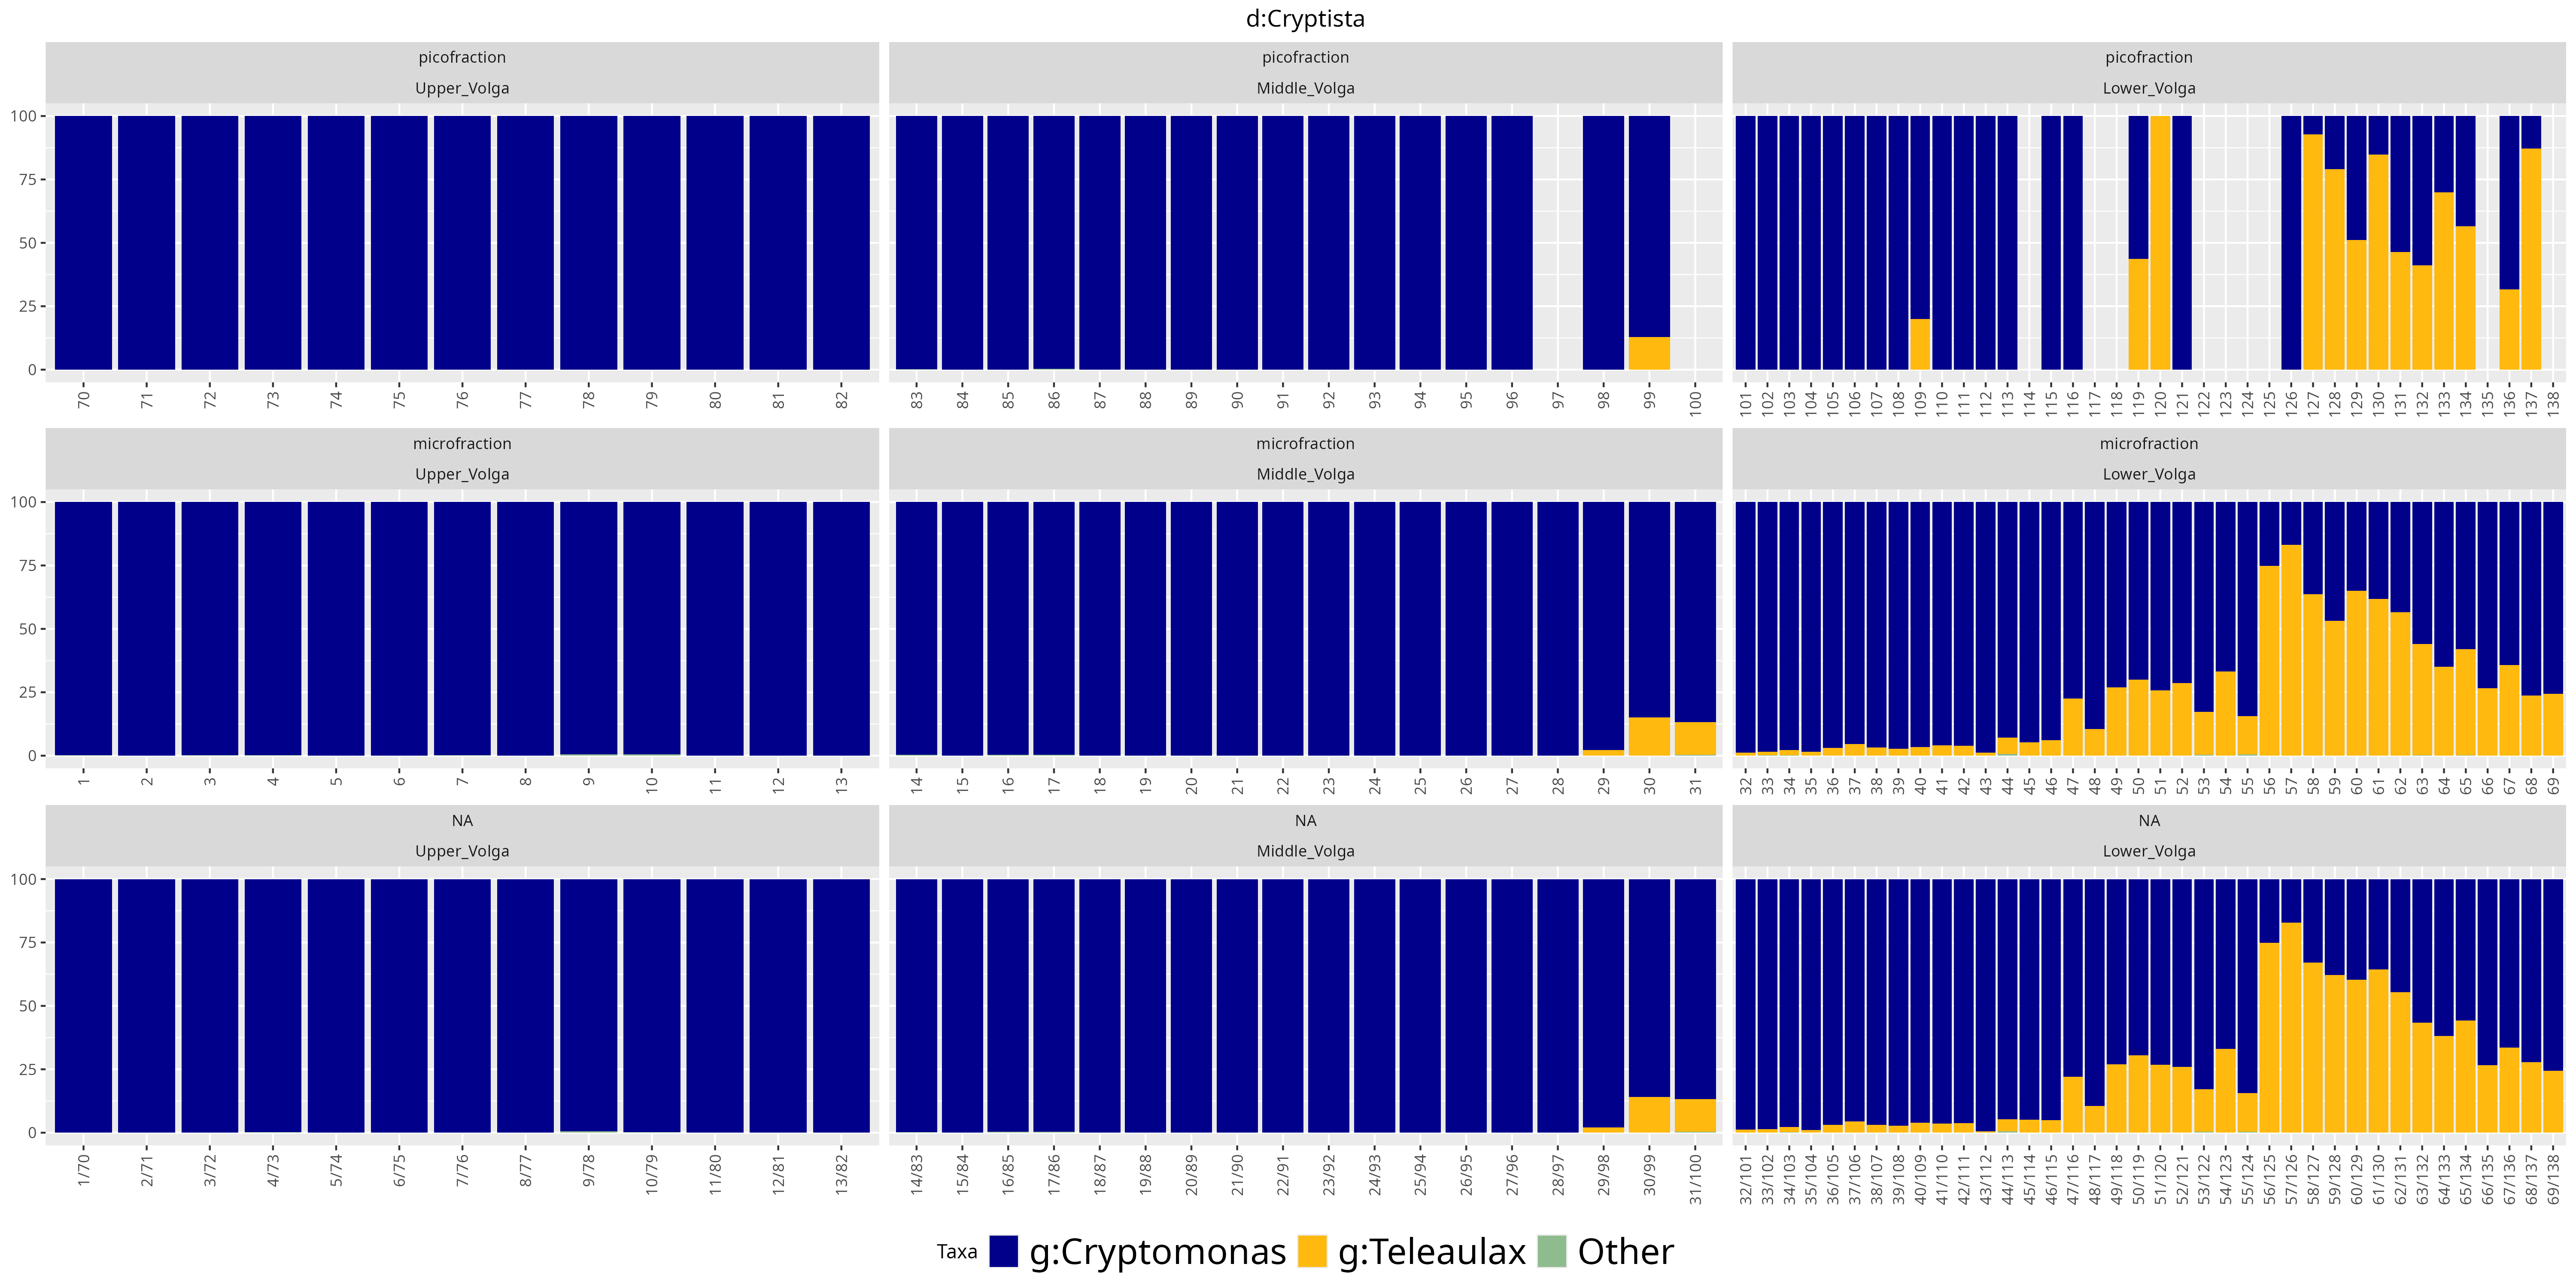 d:Cryptista
picofraction picofraction picofraction
Upper_Volga Middle_Volga Lower_Volga
100
75
50
25
0
70 71 72 73 74 75 76 77 78 79 80 81 82 83 84 85 86 87 88 89 90 91 92 93 94 95 96 97 98 99 100 101 102 103 104 105 106 107 108 109 110 111 112 113 114 115 116 117 118 119 120 121 122 123 124 125 126 127 128 129 130 131 132 133 134 135 136 137 138
microfraction microfraction microfraction
Upper_Volga Middle_Volga Lower_Volga
100
75
50
25
0
1 2 3 4 5 6 7 8 9 10 11 12 13 14 15 16 17 18 19 20 21 22 23 24 25 26 27 28 29 30 31 32 33 34 35 36 37 38 39 40 41 42 43 44 45 46 47 48 49 50 51 52 53 54 55 56 57 58 59 60 61 62 63 64 65 66 67 68 69
NA NA NA
Upper_Volga Middle_Volga Lower_Volga
100
75
50
25
0
1/70 2/71 3/72 4/73 5/74 6/75 7/76 8/77 9/78 10/79 11/80 12/81 13/82 14/83 15/84 16/85 17/86 18/87 19/88 20/89 21/90 22/91 23/92 24/93 25/94 26/95 27/96 28/97 29/98 30/99 31/100 32/101 33/102 34/103 35/104 36/105 37/106 38/107 39/108 40/109 41/110 42/111 43/112 44/113 45/114 46/115 47/116 48/117 49/118 50/119 51/120 52/121 53/122 54/123 55/124 56/125 57/126 58/127 59/128 60/129 61/130 62/131 63/132 64/133 65/134 66/135 67/136 68/137 69/138
Taxa g:Cryptomonas g:Teleaulax Other